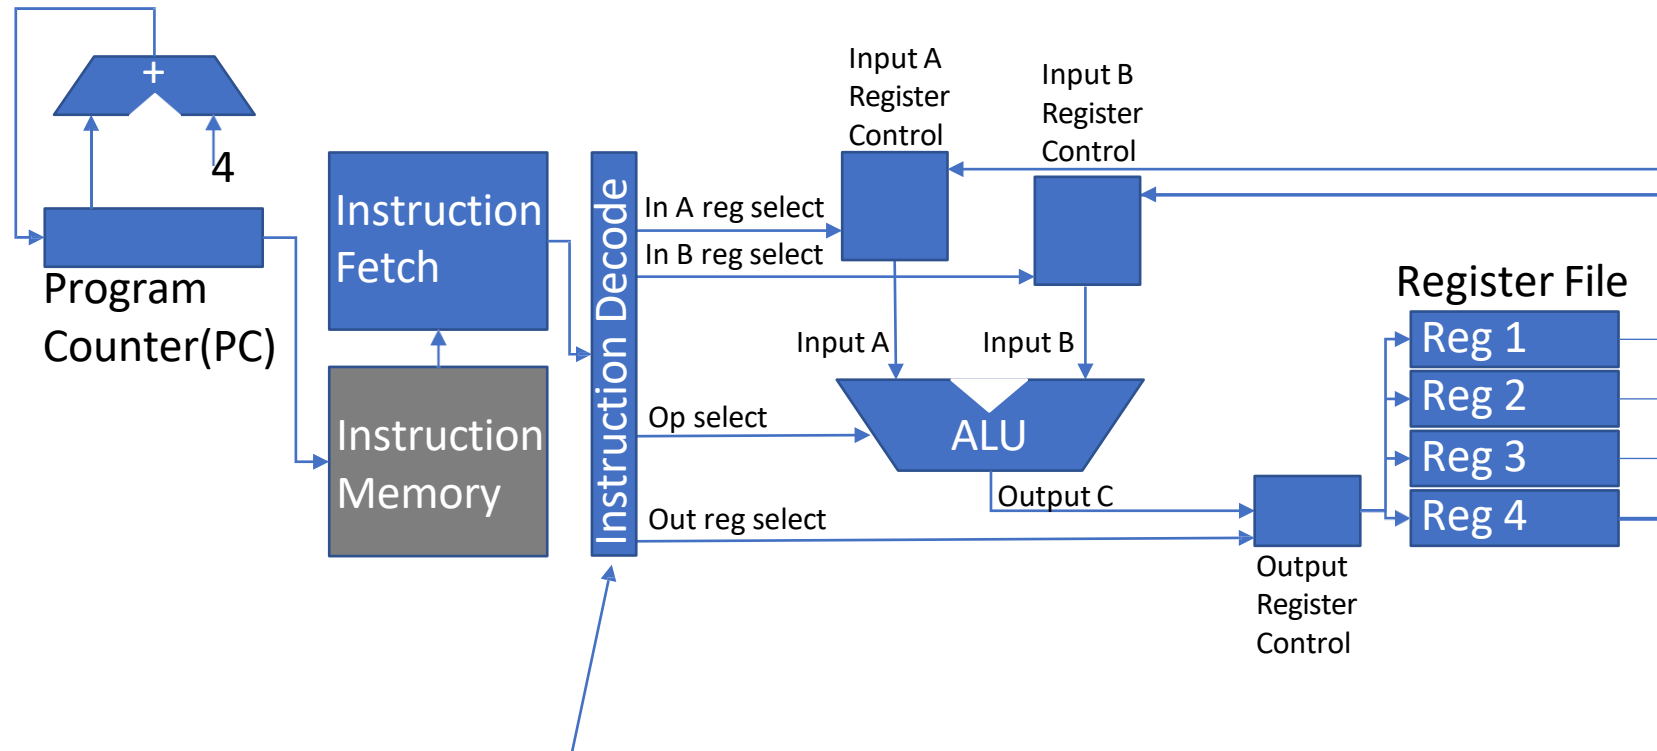 +
4
Program
Counter(PC)
Instruction
Fetch
Instruction
Memory
Instruction Decode
In A reg select
In B reg select
Op select
Out reg select
Input A
Register
Control
Input B
Register
Control
Input A
Input B
ALU
Output C
Output
Register
Control
Register File
Reg 1
Reg 2
Reg 3
Reg 4